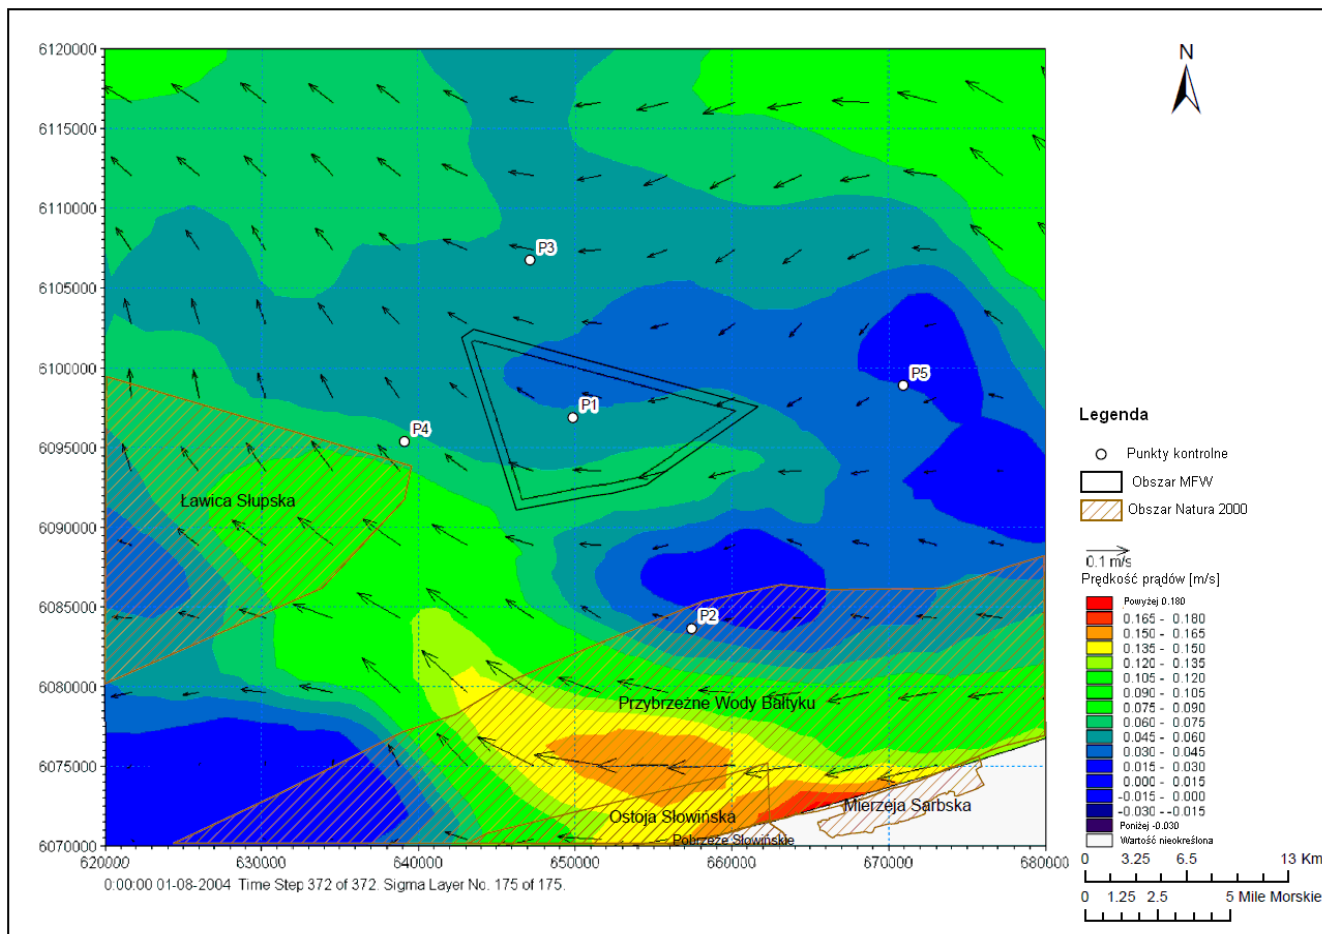 N
6120000
6115000
6110000
6105000
6100000
6095000
6090000
6085000
6080000
6075000
6070000
620000
630000
640000
650000
660000
670000
680000
P3
P5
P1
P4
Ławica Słupska
P2
Przybrzeżne Wody Bałtyku
Mierzeja Sarbska
Ostoja Słowińska
Pobrzeże Słowińskie
0:00:00 01-08-2004 Time Step 372 of 372. Sigma Layer No. 175 of 175.
Legenda
Punkty kontrolne
Obszar MFW
Obszar Natura 2000
0.1 m/s
Prędkość prądów [m/s]
Powyżej 0.180
0.165 - 0.180
0.150 - 0.165
0.135 - 0.150
0.120 - 0.135
0.105 - 0.120
0.090 - 0.105
0.075 - 0.090
0.060 - 0.075
0.045 - 0.060
0.030 - 0.045
0.015 - 0.030
0.000 - 0.015
-0.015 - 0.000
-0.030 - -0.015
Poniżej -0.030
Wartość nieokreślona
0 3.25 6.5 13 Km
0 1.25 2.5 5 Mile Morskie